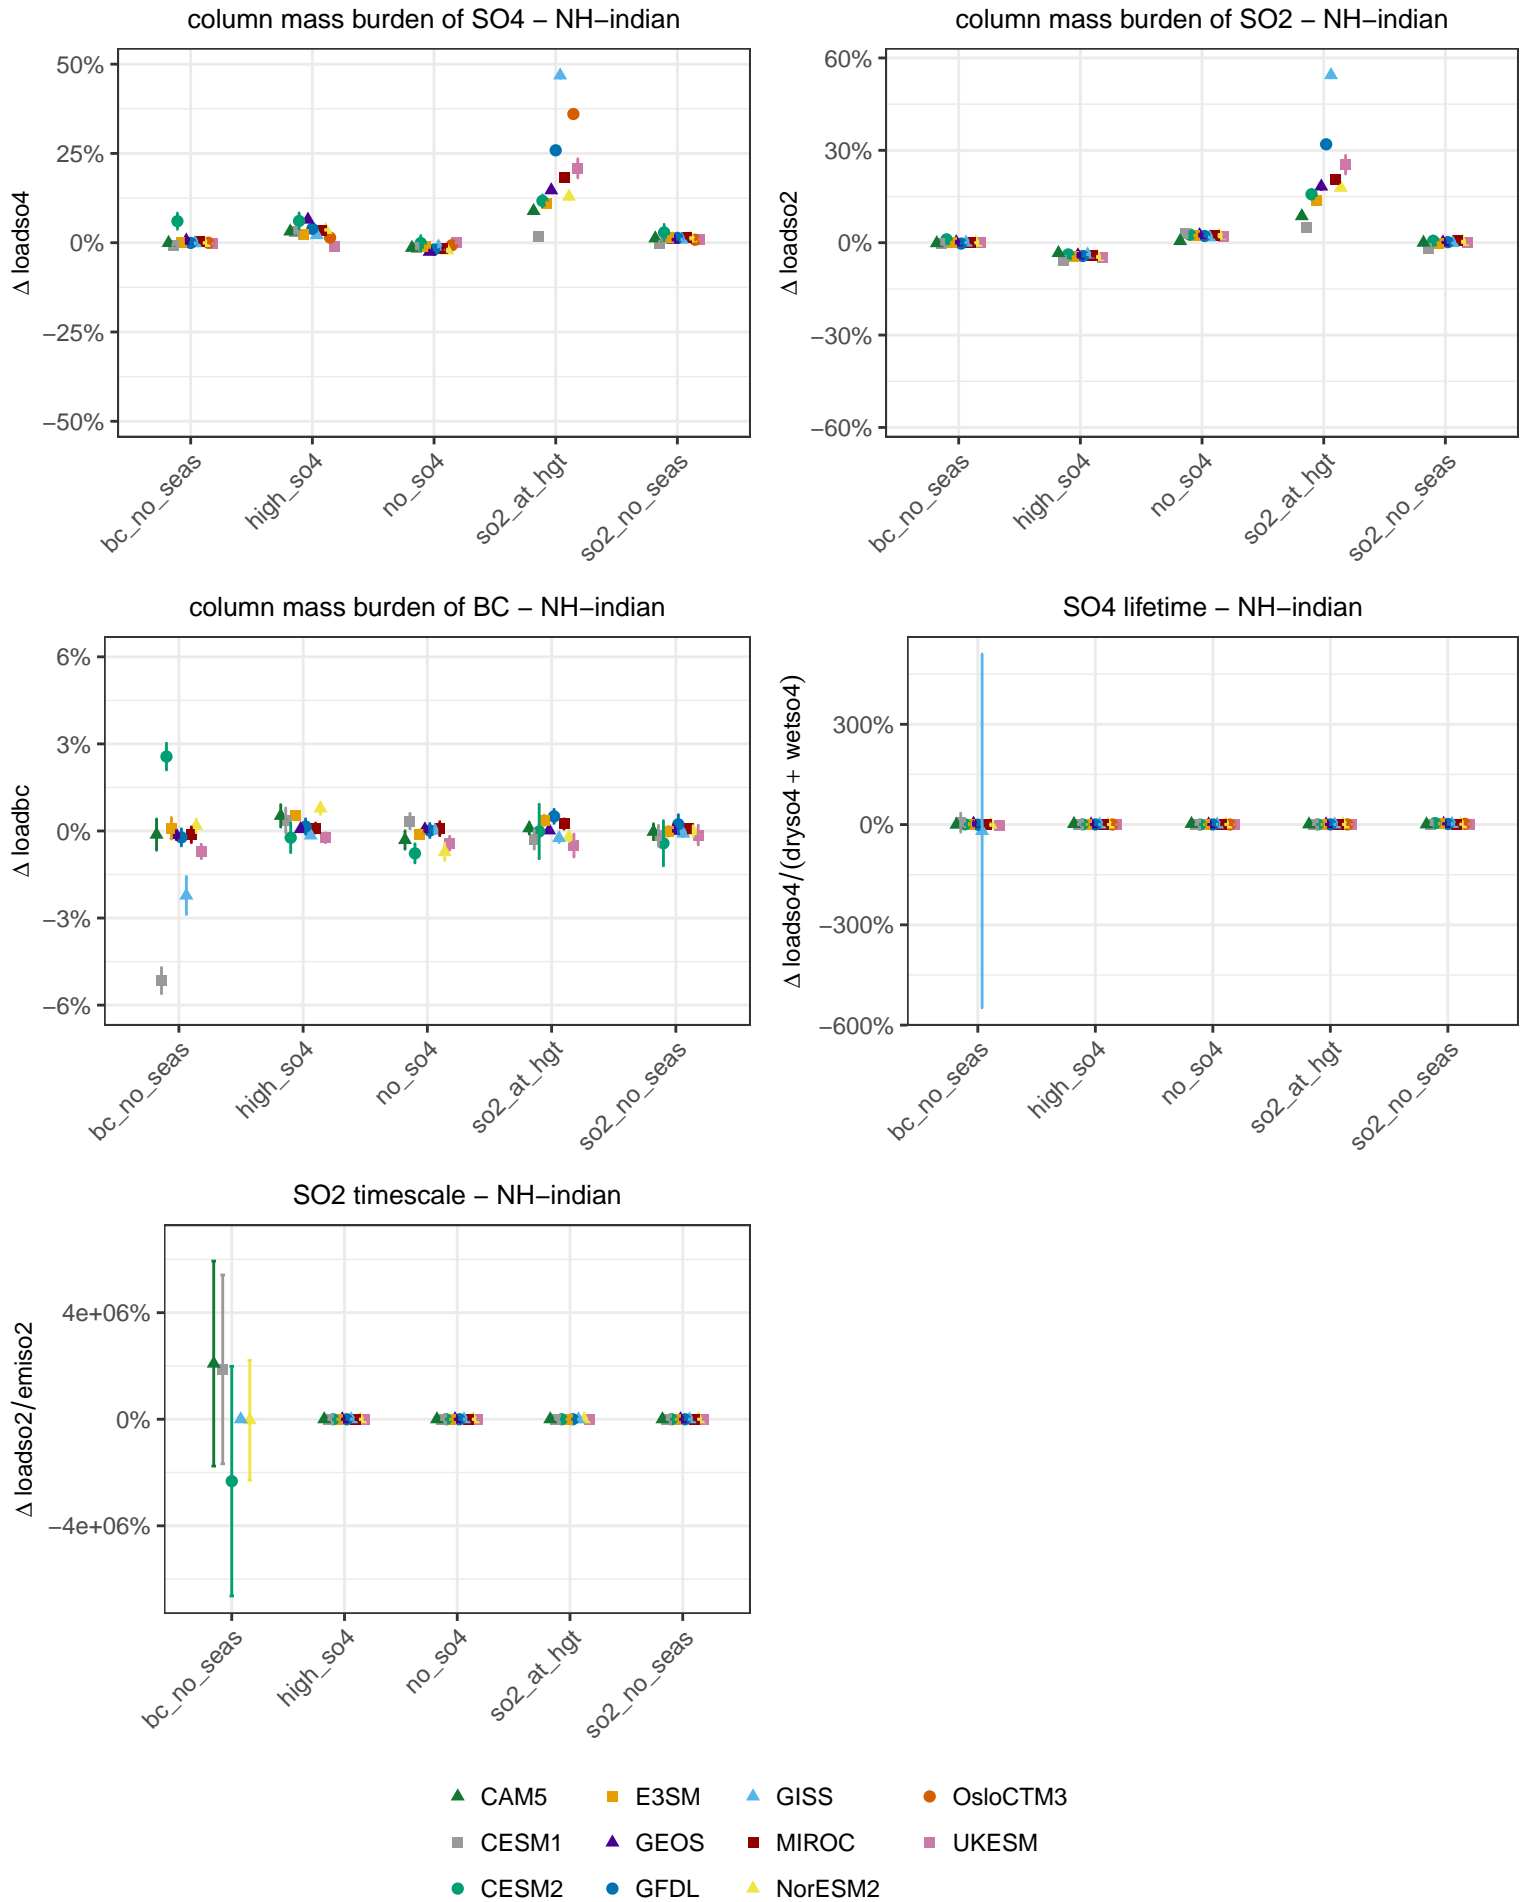 column mass burden of SO4 − NH−indian
Δ loadso4
50%
25%
0%
−25%
−50%
bc_no_seas
high_so4
no_so4
so2_at_hgt
so2_no_seas
column mass burden of SO2 − NH−indian
Δ loadso2
60%
30%
0%
−30%
−60%
bc_no_seas
high_so4
no_so4
so2_at_hgt
so2_no_seas
column mass burden of BC − NH−indian
Δ loadbc
6%
3%
0%
−3%
−6%
bc_no_seas
high_so4
no_so4
so2_at_hgt
so2_no_seas
SO4 lifetime − NH−indian
Δ loadso4/(dryso4 + wetso4)
300%
0%
−300%
−600%
bc_no_seas
high_so4
no_so4
so2_at_hgt
so2_no_seas
SO2 timescale − NH−indian
Δ loadso2/emiso2
4e+06%
0%
−4e+06%
bc_no_seas
high_so4
no_so4
so2_at_hgt
so2_no_seas
CAM5 E3SM GISS OsloCTM3
CESM1 GEOS MIROC UKESM
CESM2 GFDL NorESM2